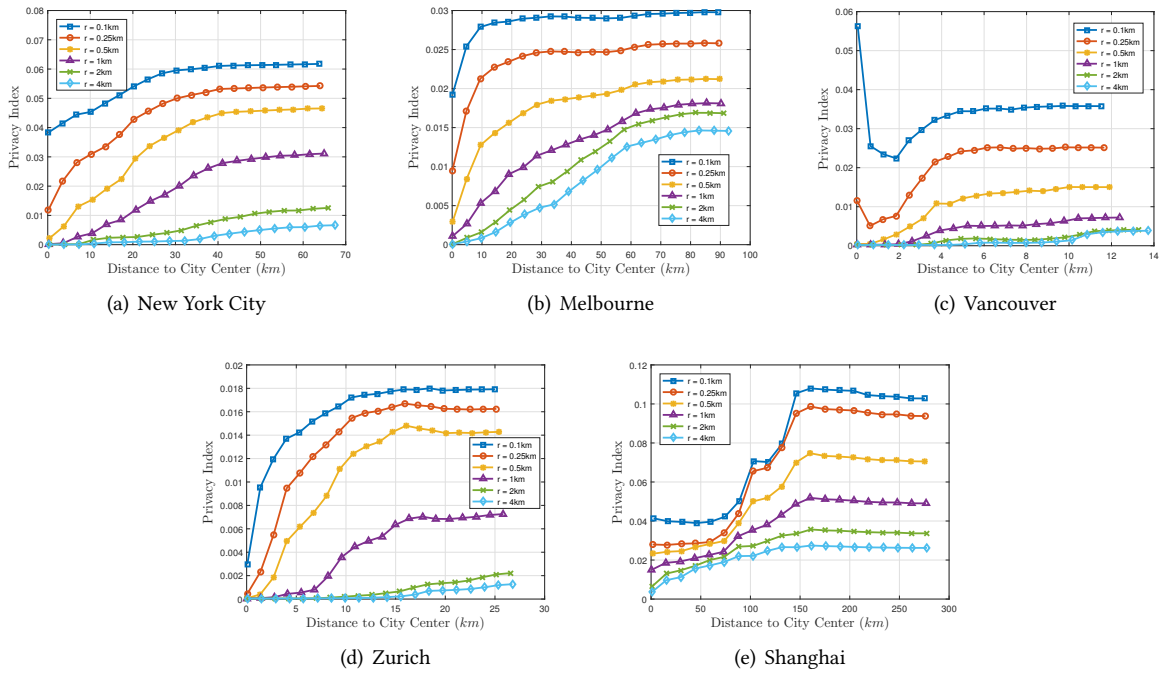 0.08
0.07
0.06
0.05
0.04
0.03
0.02
0.01
0
Privacy Index
r = 0.1km
r = 0.25km
r = 0.5km
r = 1km
r = 2km
r = 4km
0 10 20 30 40 50 60 70
Distance to City Center (km)
(a) New York City
0.03
0.025
0.02
0.015
0.01
0.005
0
Privacy Index
r = 0.1km
r = 0.25km
r = 0.5km
r = 1km
r = 2km
r = 4km
0 20 40 60 80 100
Distance to City Center (km)
(b) Melbourne
0.06
0.05
0.04
0.03
0.02
0.01
0
Privacy Index
r = 0.1km
r = 0.25km
r = 0.5km
r = 1km
r = 2km
r = 4km
0 2 4 6 8 10 12 14
Distance to City Center (km)
(c) Vancouver
0.02
0.018
0.016
0.014
0.012
0.01
0.008
0.006
0.004
0.002
0
Privacy Index
r = 0.1km
r = 0.25km
r = 0.5km
r = 1km
r = 2km
r = 4km
0 5 10 15 20 25 30
Distance to City Center (km)
(d) Zurich
0.12
0.1
0.08
0.06
0.04
0.02
0
Privacy Index
r = 0.1km
r = 0.25km
r = 0.5km
r = 1km
r = 2km
r = 4km
0 50 100 150 200 250 300
Distance to City Center (km)
(e) Shanghai